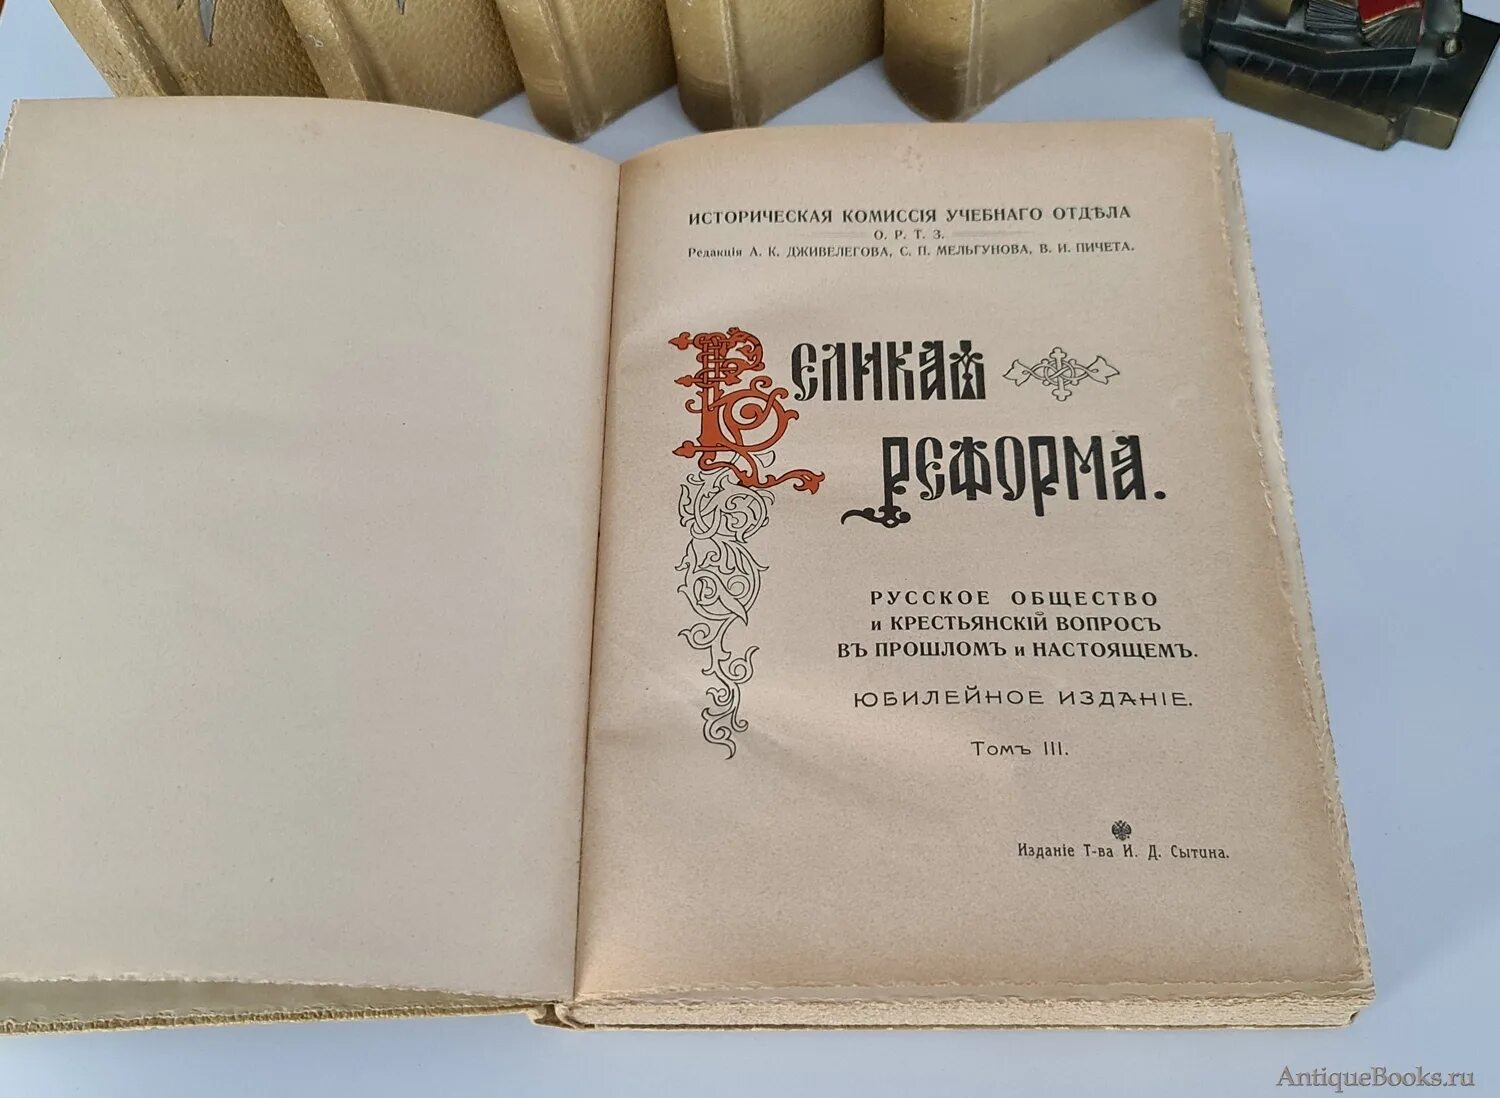 ИСТОРИЧЕСКАЯ КОМИССІЯ УЧЕБНАГО ОТДѢЛА
О. Р. Т. З.
Редакція А. К. ДЖИВЕЛЕГОВА, С. П. МЕЛЬГУНОВА, В. И. ПИЧЕТА.
ВЕЛИКАЯ
РЕФОРМА.
РУССКОЕ ОБЩЕСТВО
и КРЕСТЬЯНСКІЙ ВОПРОСЪ
ВЪ ПРОШЛОМЪ и НАСТОЯЩЕМЪ.
ЮБИЛЕЙНОЕ ИЗДАНІЕ.
Томъ III.
Изданіе Т-ва И. Д. Сытина.
AntiqueBooks.ru